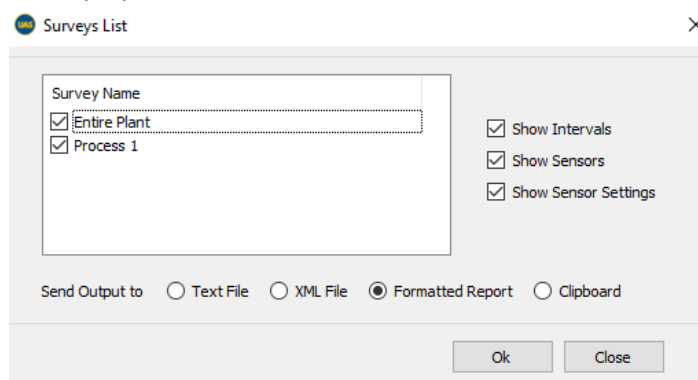 UAS Surveys List
Survey Name
Entire Plant
Process 1
Show Intervals
Show Sensors
Show Sensor Settings
Send Output to Text File XML File Formatted Report Clipboard
Ok Close